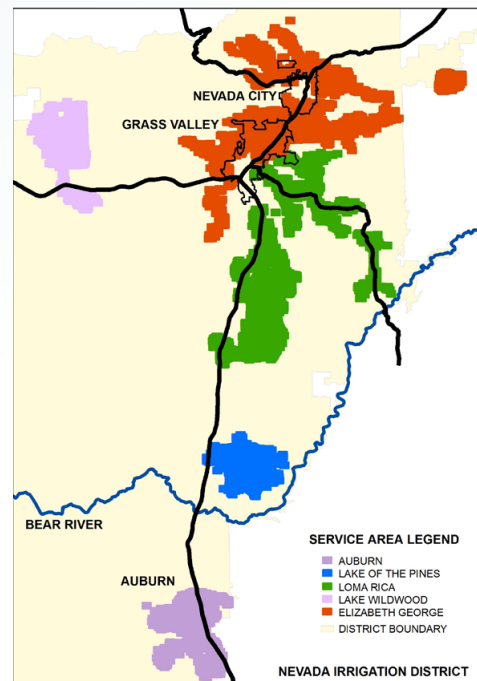 NEVADA CITY
GRASS VALLEY
BEAR RIVER
AUBURN
SERVICE AREA LEGEND
AUBURN
LAKE OF THE PINES
LOMA RICA
LAKE WILDWOOD
ELIZABETH GEORGE
DISTRICT BOUNDARY
NEVADA IRRIGATION DISTRICT